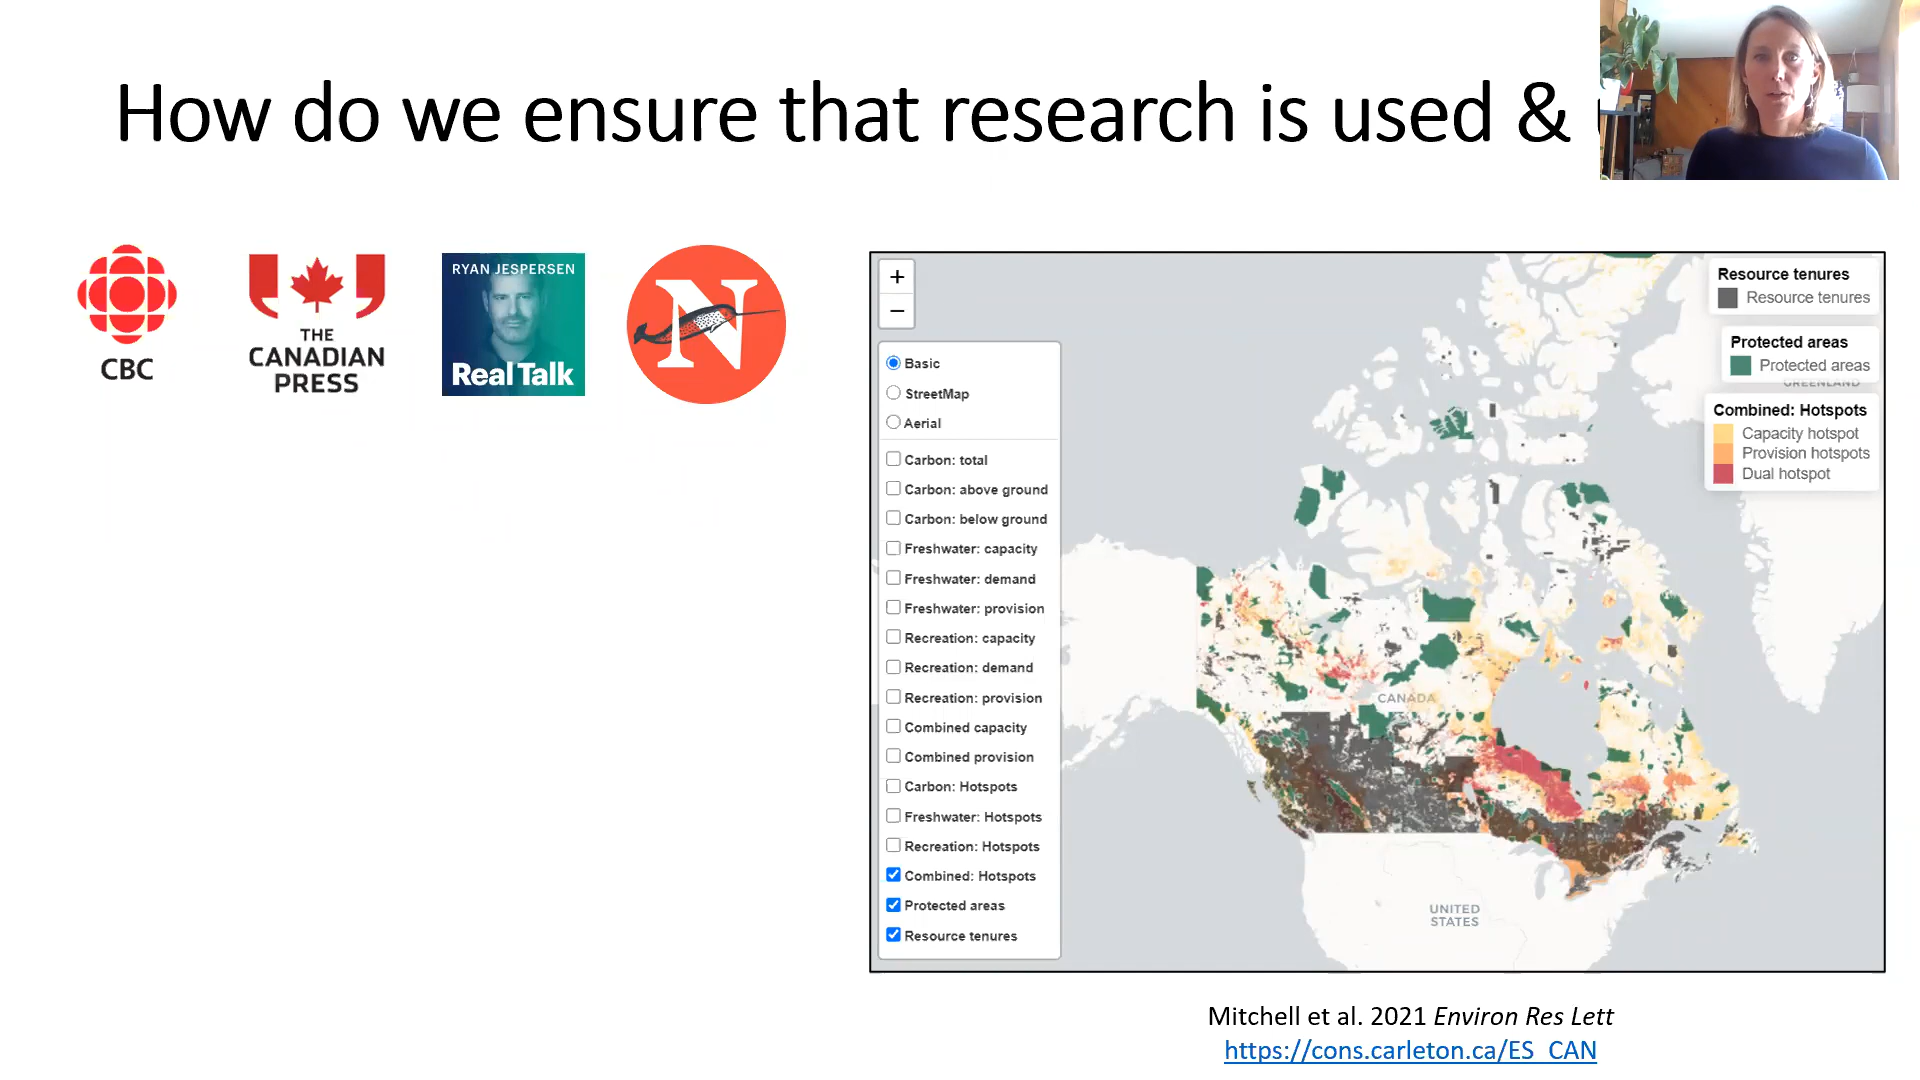 How do we ensure that research is used &
CBC
THE
CANADIAN
PRESS
RYAN JESPERSEN
Real Talk
N
+
−
Basic
StreetMap
Aerial
Carbon: total
Carbon: above ground
Carbon: below ground
Freshwater: capacity
Freshwater: demand
Freshwater: provision
Recreation: capacity
Recreation: demand
Recreation: provision
Combined capacity
Combined provision
Carbon: Hotspots
Freshwater: Hotspots
Recreation: Hotspots
Combined: Hotspots
Protected areas
Resource tenures
Resource tenures
Resource tenures
Protected areas
Protected areas
GREENLAND
Combined: Hotspots
Capacity hotspot
Provision hotspots
Dual hotspot
CANADA
UNITED
STATES
Mitchell et al. 2021 Environ Res Lett
https://cons.carleton.ca/ES_CAN